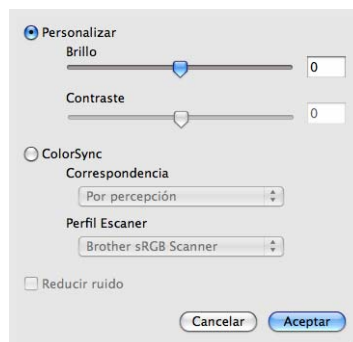 Personalizar
Brillo
0
Contraste
0
ColorSync
Correspondencia
Por percepción
Perfil Escaner
Brother sRGB Scanner
Reducir ruido
Cancelar Aceptar